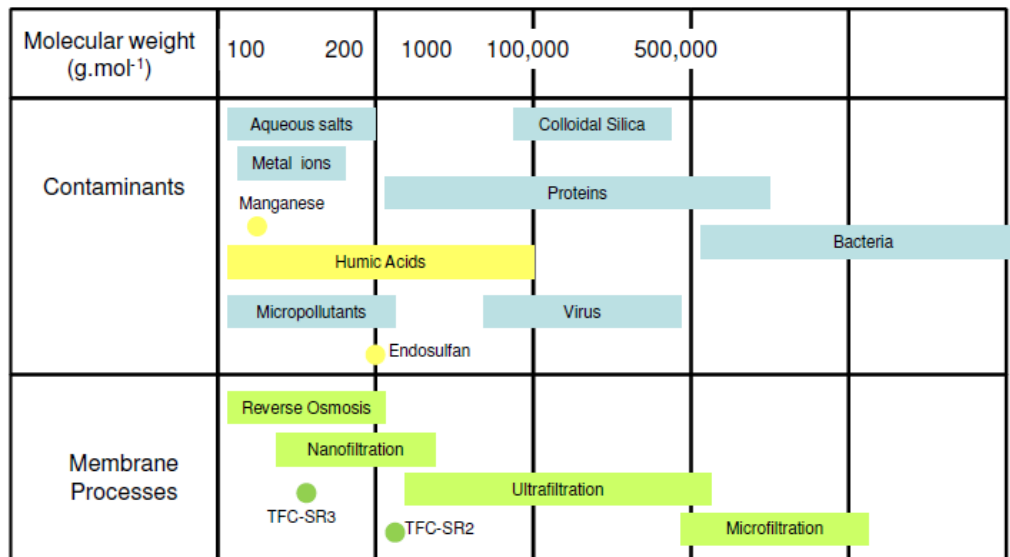 Molecular weight
(g.mol-1)
100 200 1000 100,000 500,000
Contaminants
Aqueous salts
Colloidal Silica
Metal ions
Proteins
Manganese
Bacteria
Humic Acids
Micropollutants
Virus
Endosulfan
Membrane
Processes
Reverse Osmosis
Nanofiltration
Ultrafiltration
TFC-SR3
TFC-SR2
Microfiltration